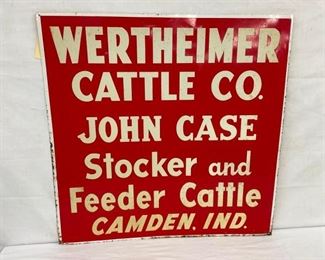 WERTHEIMER
CATTLE CO.
JOHN CASE
Stocker and
Feeder Cattle
CAMDEN, IND.